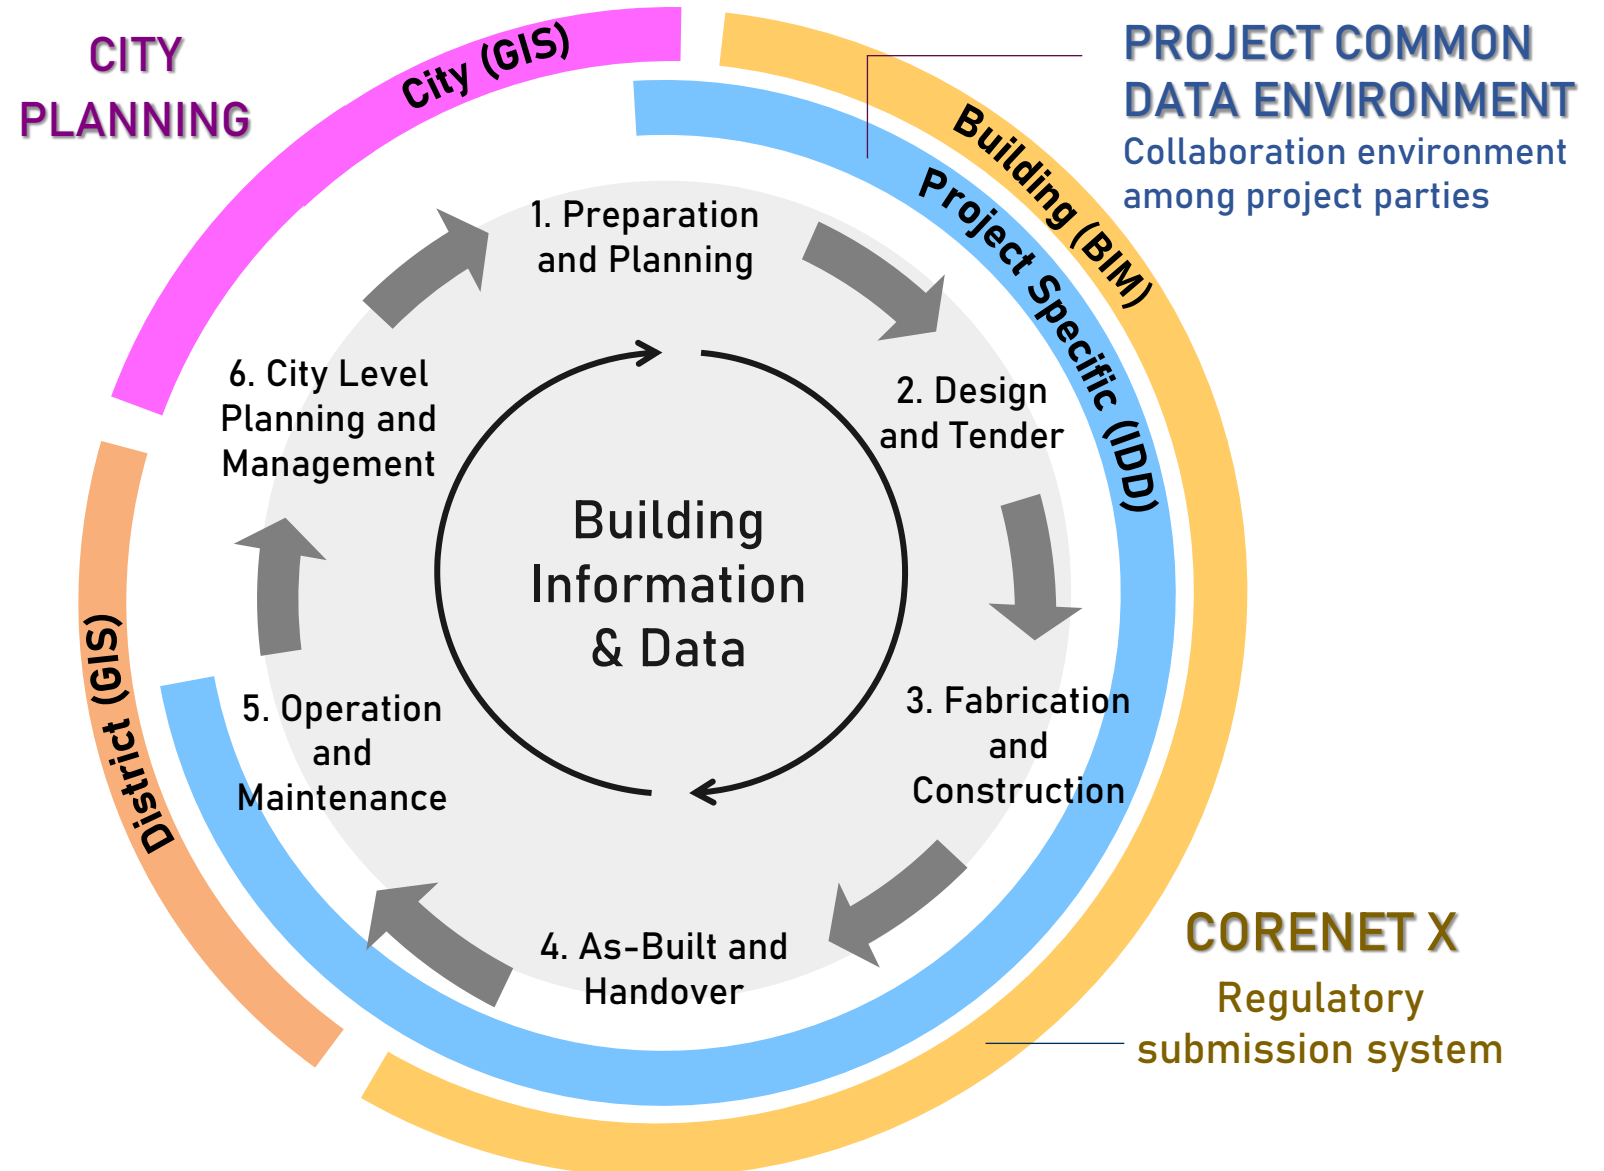 CITY
PLANNING
City (GIS)
PROJECT COMMON
DATA ENVIRONMENT
Collaboration environment
among project parties
Building (BIM)
Project Specific (IDD)
1. Preparation
and Planning
2. Design
and Tender
3. Fabrication
and
Construction
4. As-Built and
Handover
5. Operation
and
Maintenance
6. City Level
Planning and
Management
Building
Information
& Data
District (GIS)
CORENET X
Regulatory
submission system